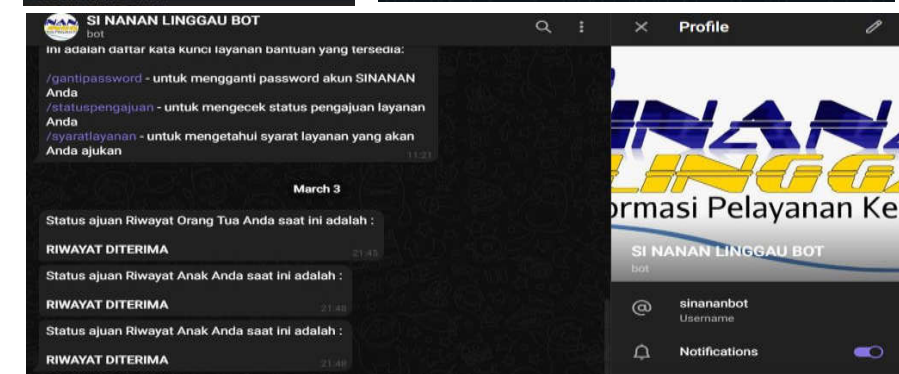 SI NANAN LINGGAU BOT
bot
Ini adalah daftar kata kunci layanan bantuan yang tersedia:
/gantipassword - untuk mengganti password akun SINANAN
Anda
/statuspengajuan - untuk mengecek status pengajuan layanan
Anda
/syaratlayanan - untuk mengetahui syarat layanan yang akan
Anda ajukan
11:21
March 3
Status ajuan Riwayat Orang Tua Anda saat ini adalah :
RIWAYAT DITERIMA
21:45
Status ajuan Riwayat Anak Anda saat ini adalah :
RIWAYAT DITERIMA
21:48
Status ajuan Riwayat Anak Anda saat ini adalah :
RIWAYAT DITERIMA
21:48
Profile
INANA
LINGGA
ormasi Pelayanan Ke
SI NANAN LINGGAU BOT
bot
@
sinananbot
Username
Notifications